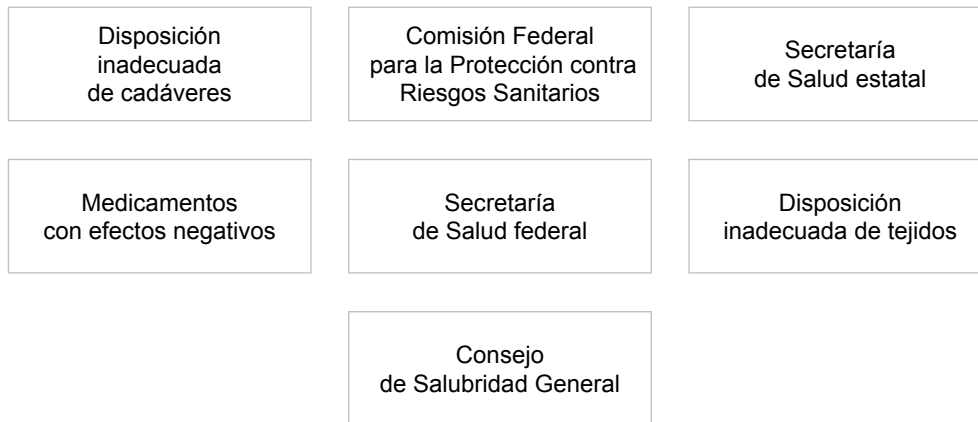 Disposición
inadecuada
de cadáveres
Comisión Federal
para la Protección contra
Riesgos Sanitarios
Secretaría
de Salud estatal
Medicamentos
con efectos negativos
Secretaría
de Salud federal
Disposición
inadecuada de tejidos
Consejo
de Salubridad General